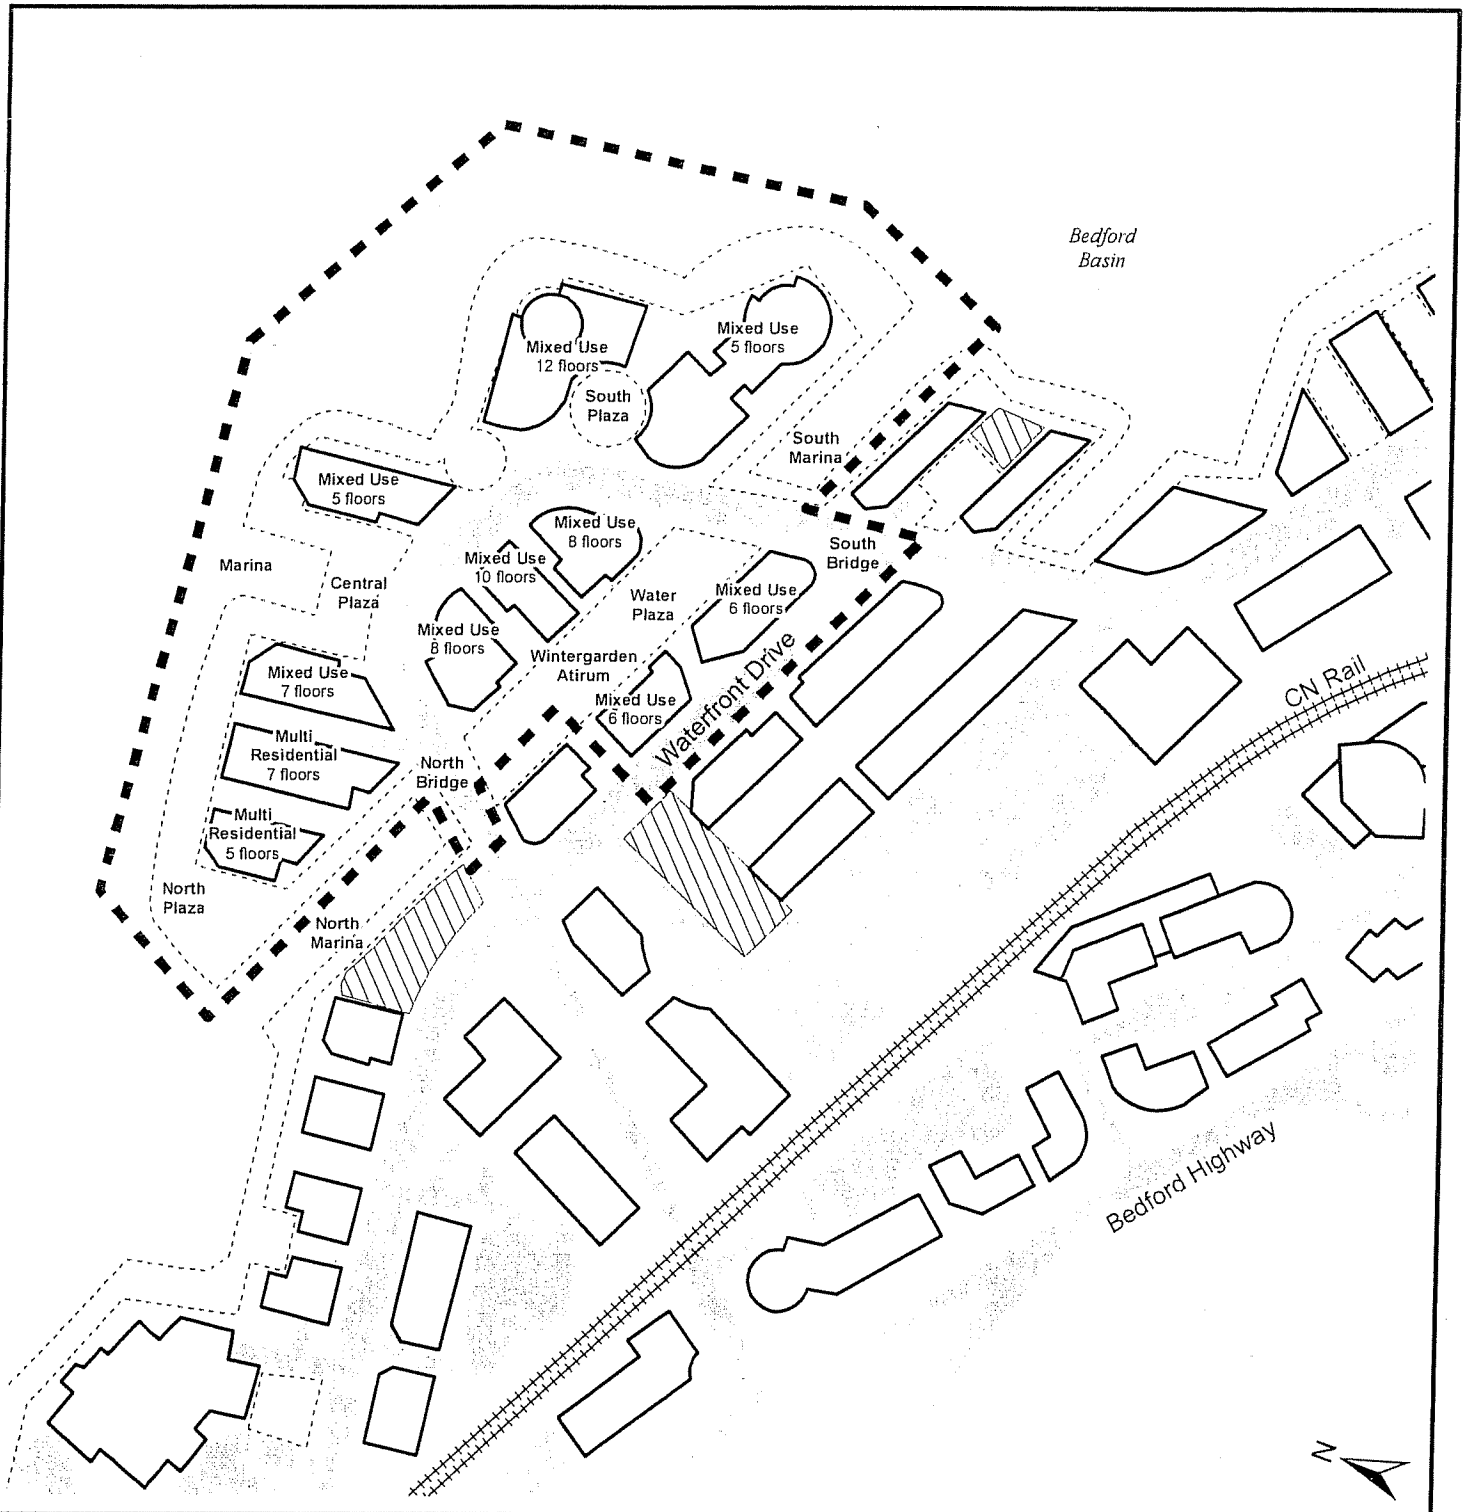 Bedford
Basin
Mixed Use
5 floors
Mixed Use
12 floors
South
Plaza
South
Marina
Mixed Use
5 floors
Mixed Use
8 floors
South
Bridge
Mixed Use
10 floors
Marina
Central
Plaza
Water
Plaza
Mixed Use
6 floors
Mixed Use
8 floors
Wintergarden
Atirum
Mixed Use
7 floors
Mixed Use
6 floors
Waterfront Drive
CN Rail
Multi
Residential
7 floors
North
Bridge
Multi
Residential
5 floors
North
Plaza
North
Marina
Bedford Highway
N